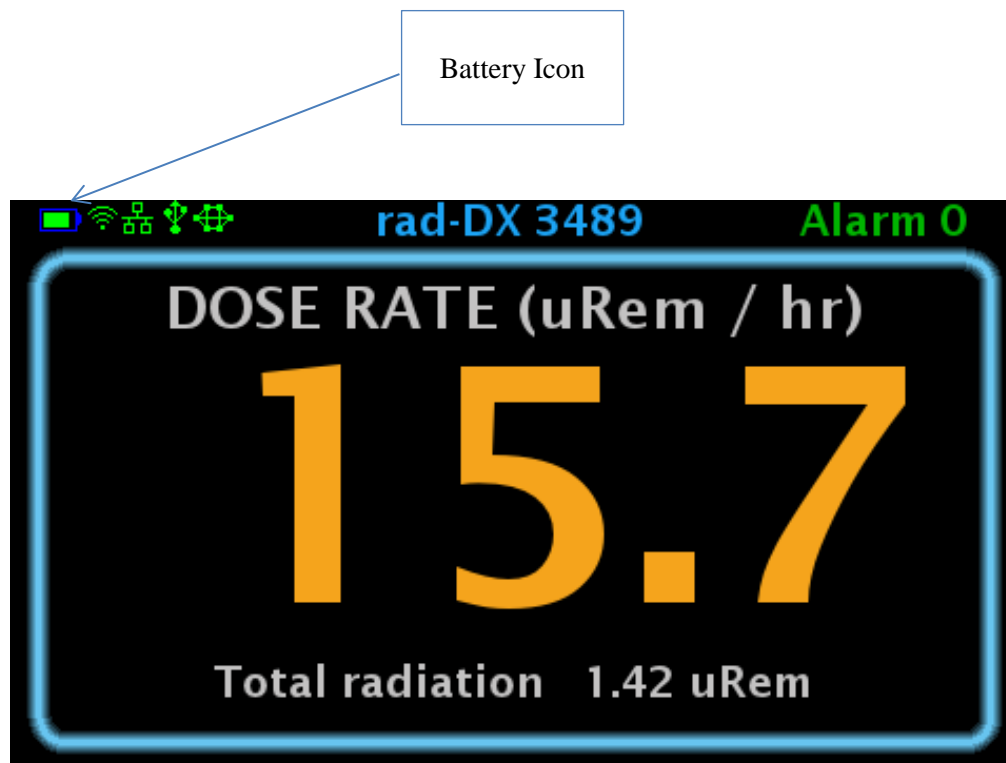 Battery Icon
rad-DX 3489 Alarm 0
DOSE RATE (uRem / hr)
15.7
Total radiation 1.42 uRem